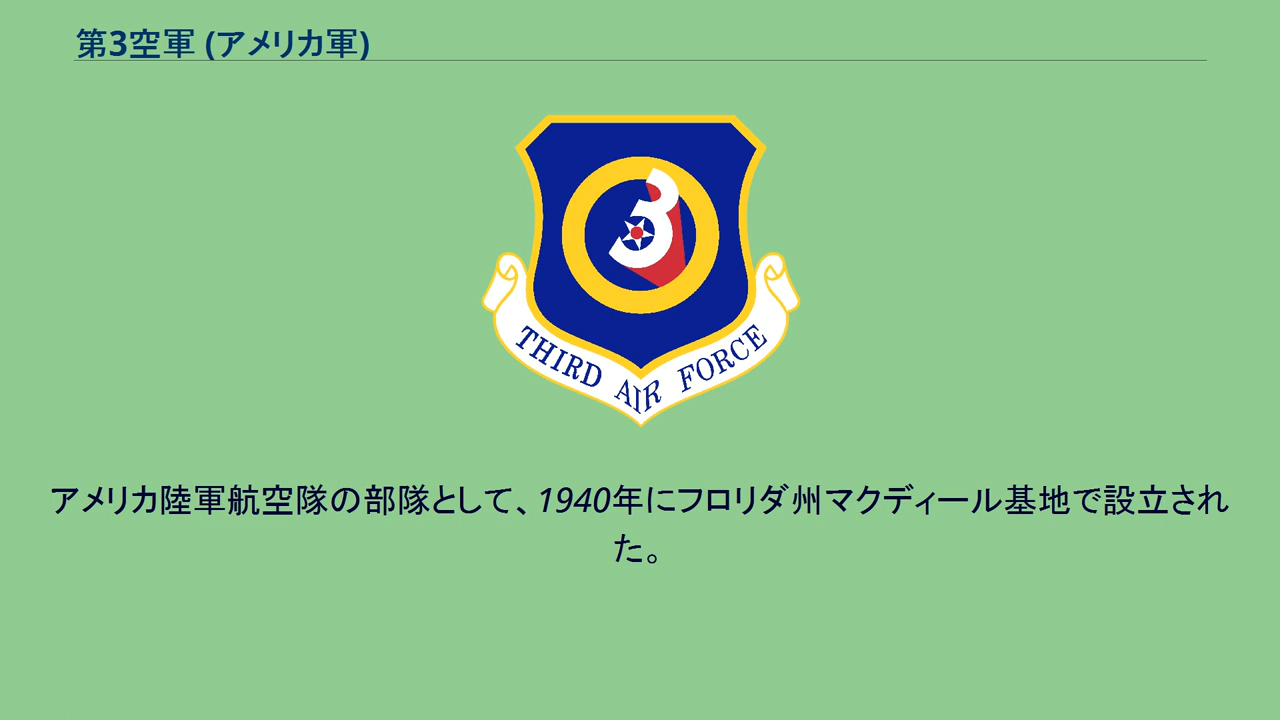 第3空軍 (アメリカ軍)
3
THIRD AIR FORCE
アメリカ陸軍航空隊の部隊として、1940年にフロリダ州マクディール基地で設立され
た。